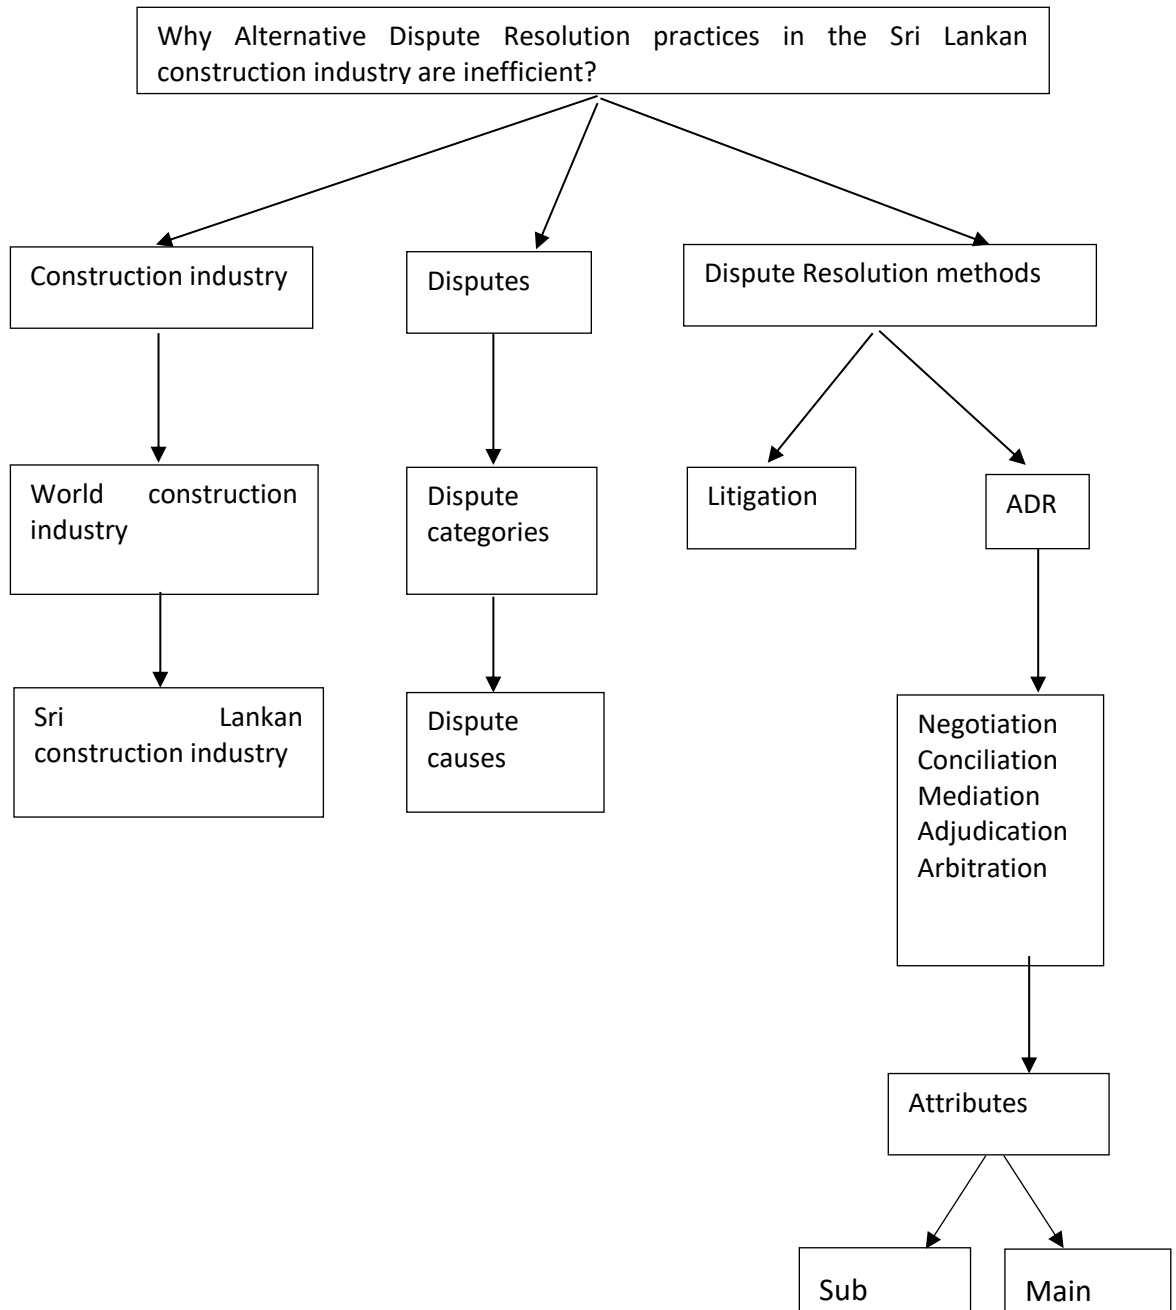 Why Alternative Dispute Resolution practices in the Sri Lankan
construction industry are inefficient?
Construction industry
Disputes
Dispute Resolution methods
World construction
industry
Dispute
categories
Litigation
ADR
Sri Lankan
construction industry
Dispute
causes
Negotiation
Conciliation
Mediation
Adjudication
Arbitration
Attributes
Sub
Main